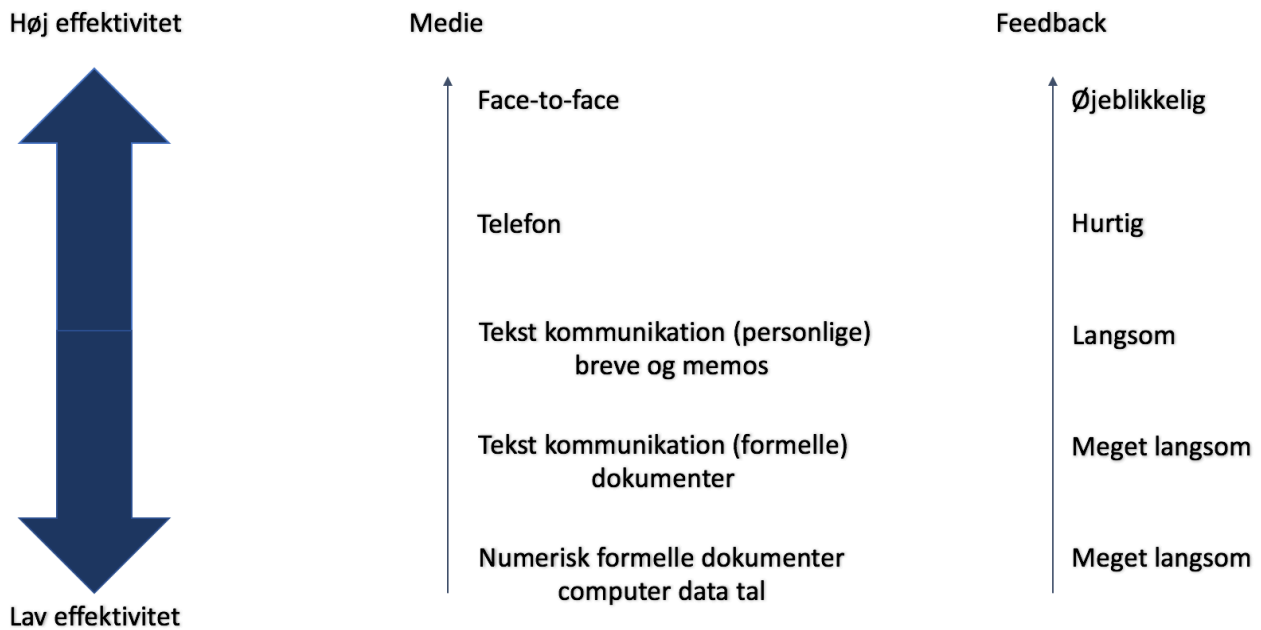 Høj effektivitet
Medie
Feedback
Face-to-face
Øjeblikkelig
Telefon
Hurtig
Tekst kommunikation (personlige)
breve og memos
Langsom
Tekst kommunikation (formelle)
dokumenter
Meget langsom
Numerisk formelle dokumenter
computer data tal
Meget langsom
Lav effektivitet